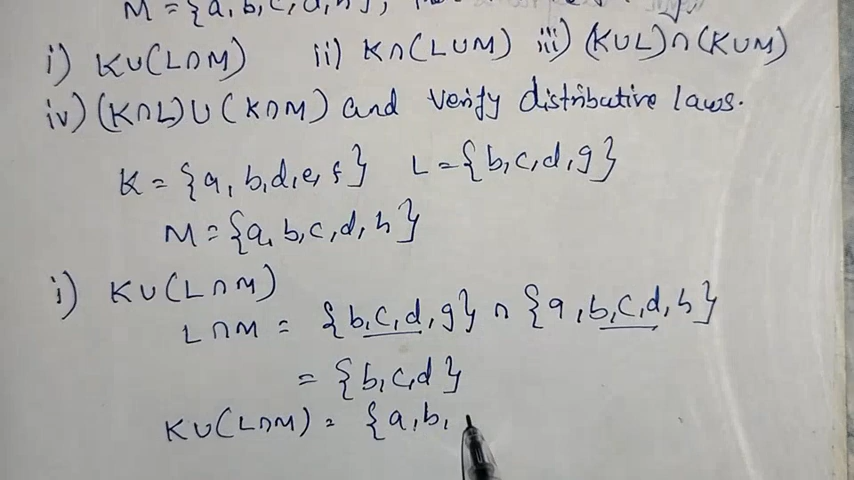 M = {a, b, c, d, h},
i) K∪(L∩M) ii) K∩(L∪M) iii) (K∪L)∩(K∪M)
iv) (K∩L)∪(K∩M) and verify distributive laws.
K = {a, b, d, e, f} L = {b, c, d, g}
M = {a, b, c, d, h}
i) K∪(L∩M)
L∩M = {b, c, d, g} ∩ {a, b, c, d, h}
= {b, c, d}
K∪(L∩M) = {a, b,